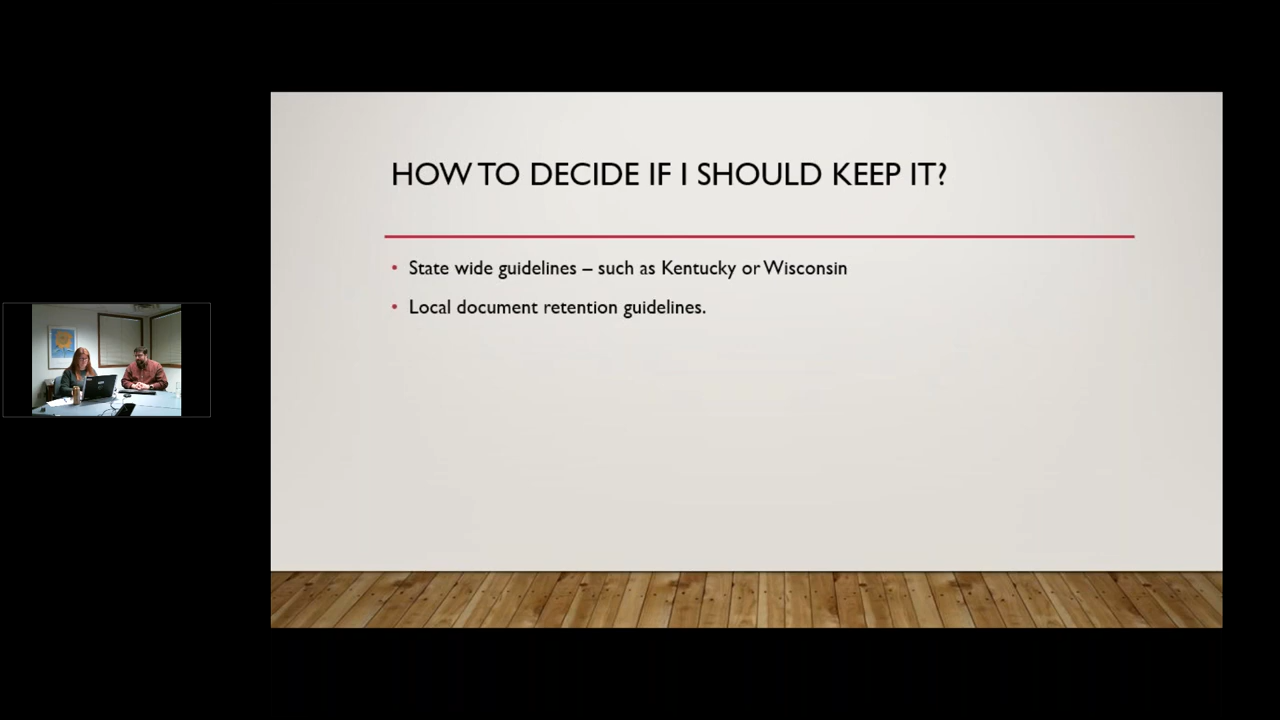 HOW TO DECIDE IF I SHOULD KEEP IT?
• State wide guidelines – such as Kentucky or Wisconsin
• Local document retention guidelines.